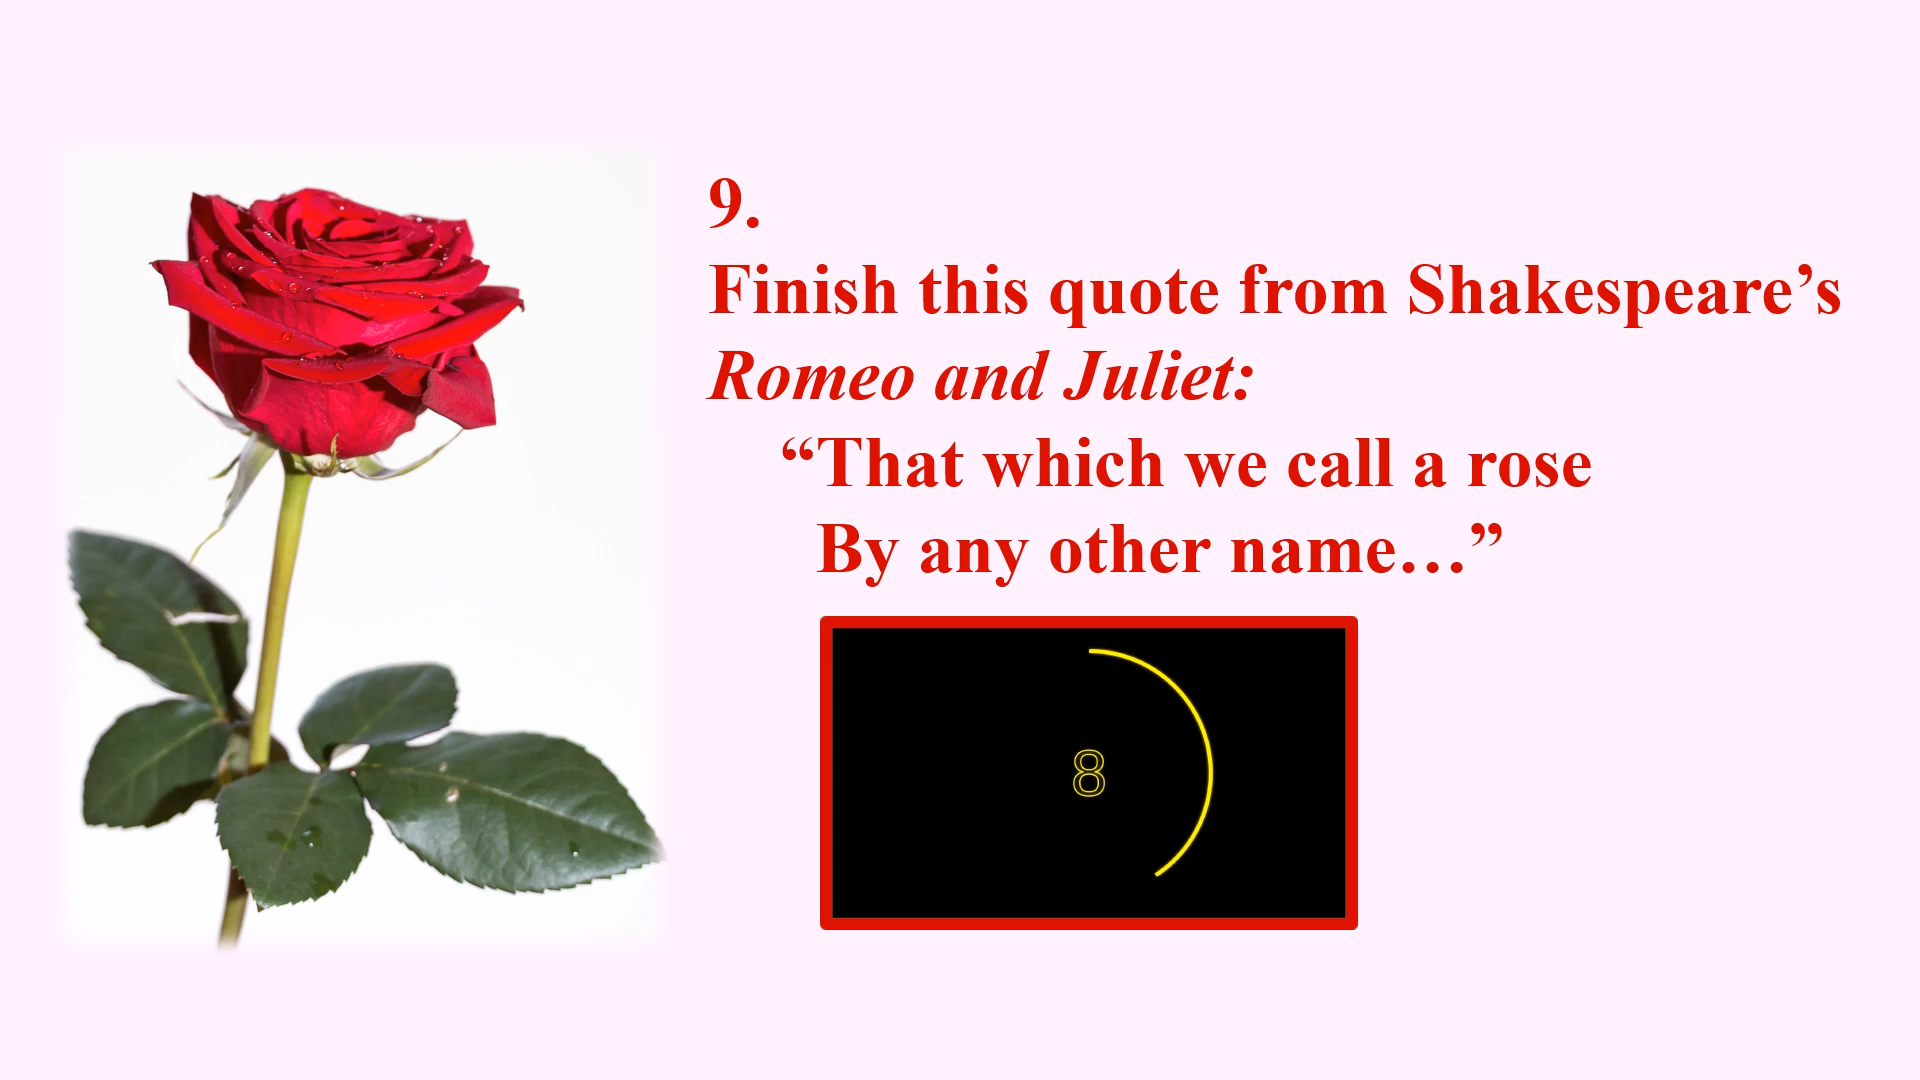 9.
Finish this quote from Shakespeare’s
Romeo and Juliet:
“That which we call a rose
By any other name…”
8